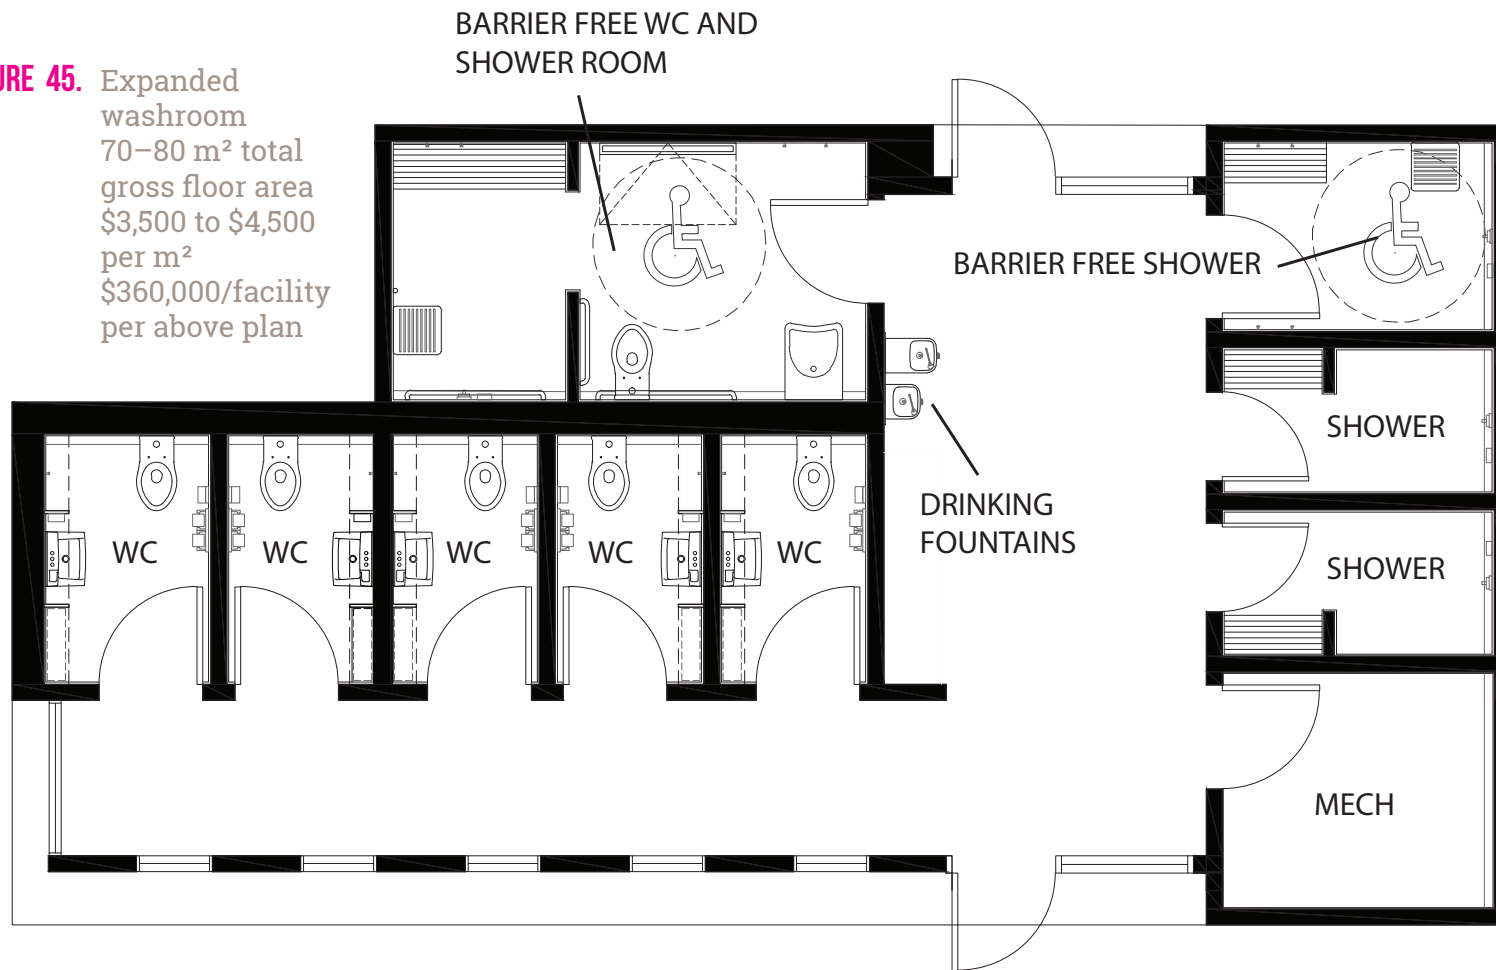 BARRIER FREE WC AND
SHOWER ROOM
URE 45. Expanded
washroom
70–80 m² total
gross floor area
$3,500 to $4,500
per m²
$360,000/facility
per above plan
BARRIER FREE SHOWER
SHOWER
DRINKING
FOUNTAINS
WC
WC
WC
WC
WC
SHOWER
MECH